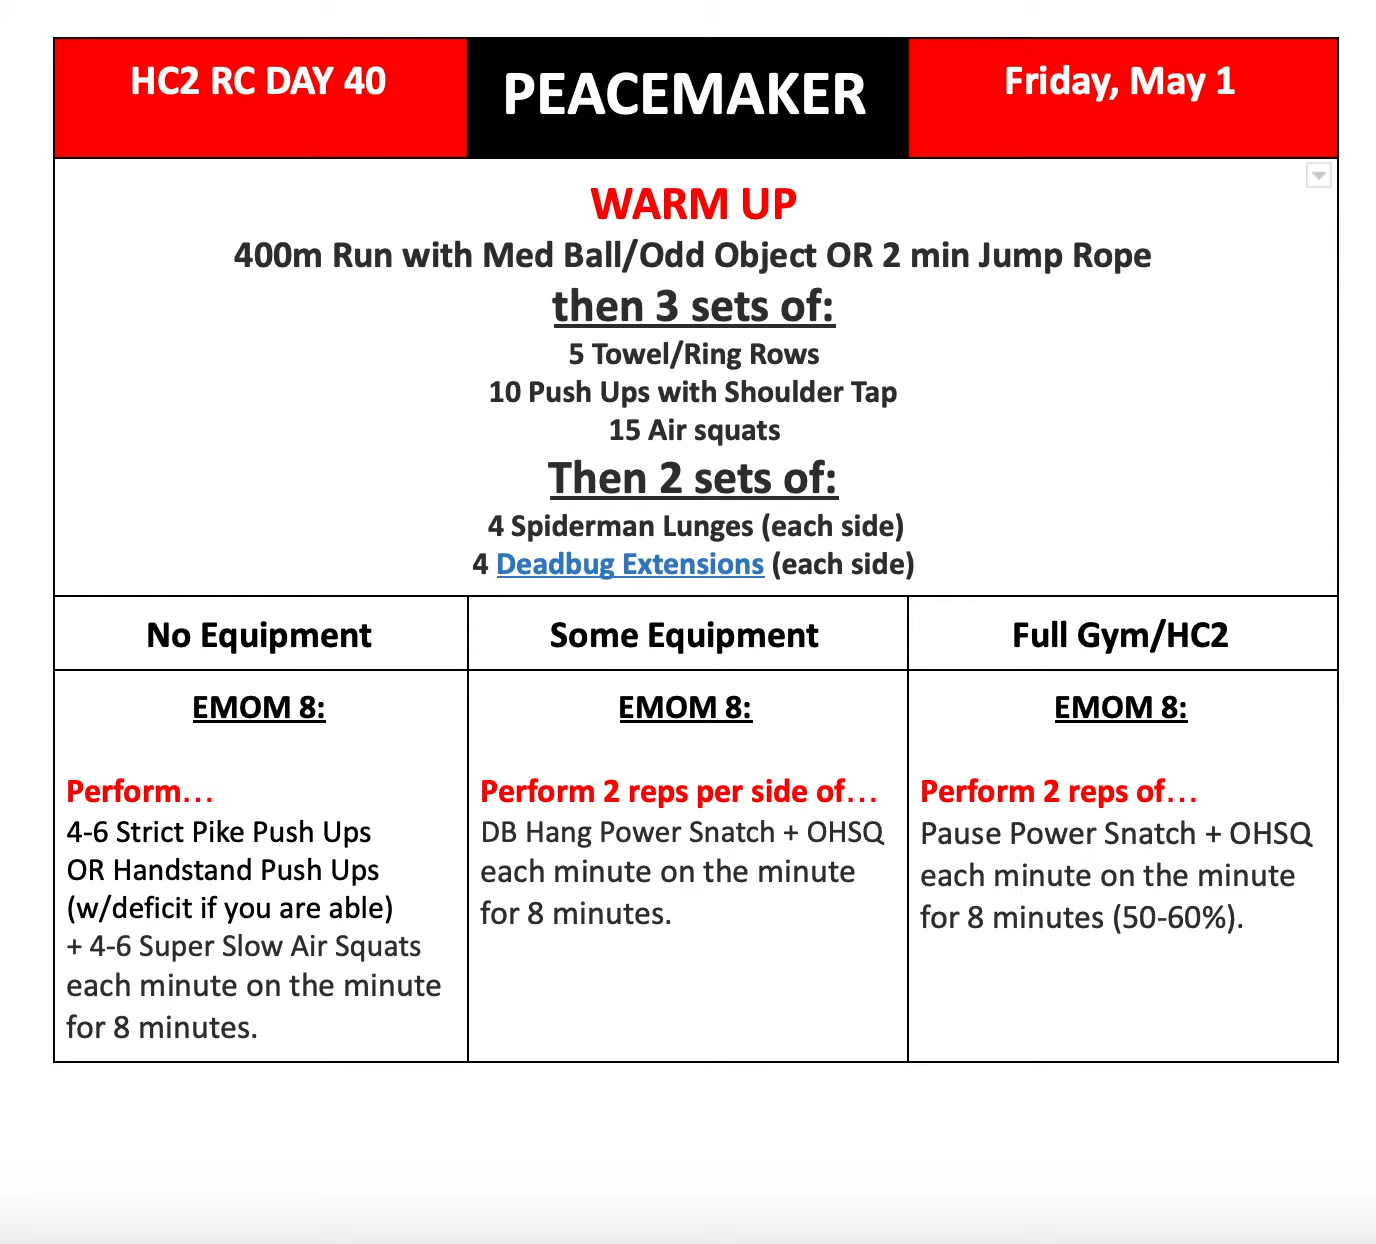 HC2 RC DAY 40
PEACEMAKER
Friday, May 1
WARM UP
400m Run with Med Ball/Odd Object OR 2 min Jump Rope
then 3 sets of:
5 Towel/Ring Rows
10 Push Ups with Shoulder Tap
15 Air squats
Then 2 sets of:
4 Spiderman Lunges (each side)
4 Deadbug Extensions (each side)
No Equipment
Some Equipment
Full Gym/HC2
EMOM 8:
Perform...
4-6 Strict Pike Push Ups
OR Handstand Push Ups
(w/deficit if you are able)
+ 4-6 Super Slow Air Squats
each minute on the minute
for 8 minutes.
EMOM 8:
Perform 2 reps per side of...
DB Hang Power Snatch + OHSQ
each minute on the minute
for 8 minutes.
EMOM 8:
Perform 2 reps of...
Pause Power Snatch + OHSQ
each minute on the minute
for 8 minutes (50-60%).